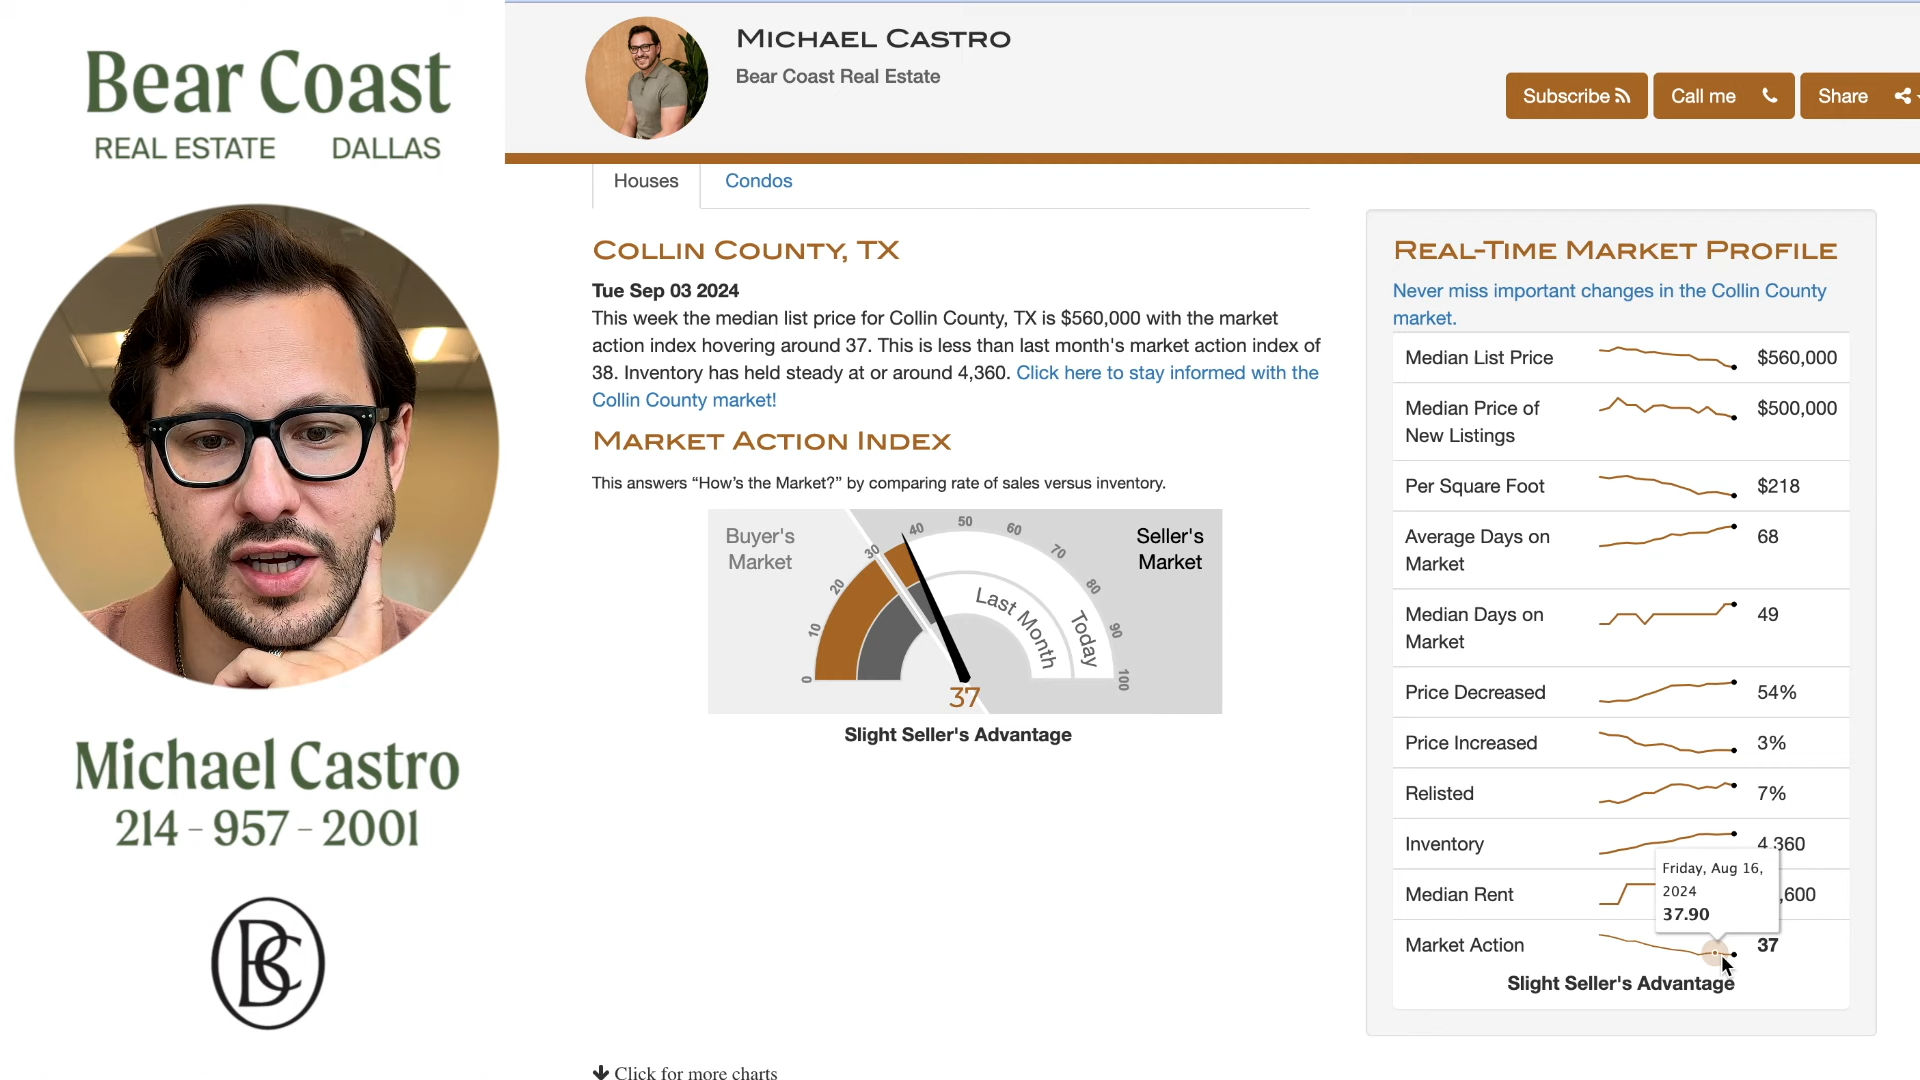 Bear Coast
REAL ESTATE DALLAS
Michael Castro
214 - 957 - 2001
BC
MICHAEL CASTRO
Bear Coast Real Estate
Subscribe
Call me
Share
Houses
Condos
COLLIN COUNTY, TX
Tue Sep 03 2024
This week the median list price for Collin County, TX is $560,000 with the market
action index hovering around 37. This is less than last month's market action index of
38. Inventory has held steady at or around 4,360. Click here to stay informed with the
Collin County market!
MARKET ACTION INDEX
This answers “How’s the Market?” by comparing rate of sales versus inventory.
Buyer's
Market
Seller's
Market
0
10
20
30
40
50
60
70
80
90
100
Last Month
Today
37
Slight Seller's Advantage
Click for more charts
REAL-TIME MARKET PROFILE
Never miss important changes in the Collin County
market.
Median List Price $560,000
Median Price of
New Listings $500,000
Per Square Foot $218
Average Days on
Market 68
Median Days on
Market 49
Price Decreased 54%
Price Increased 3%
Relisted 7%
Inventory 4,360
Median Rent ,600
Friday, Aug 16,
2024
37.90
Market Action 37
Slight Seller's Advantage